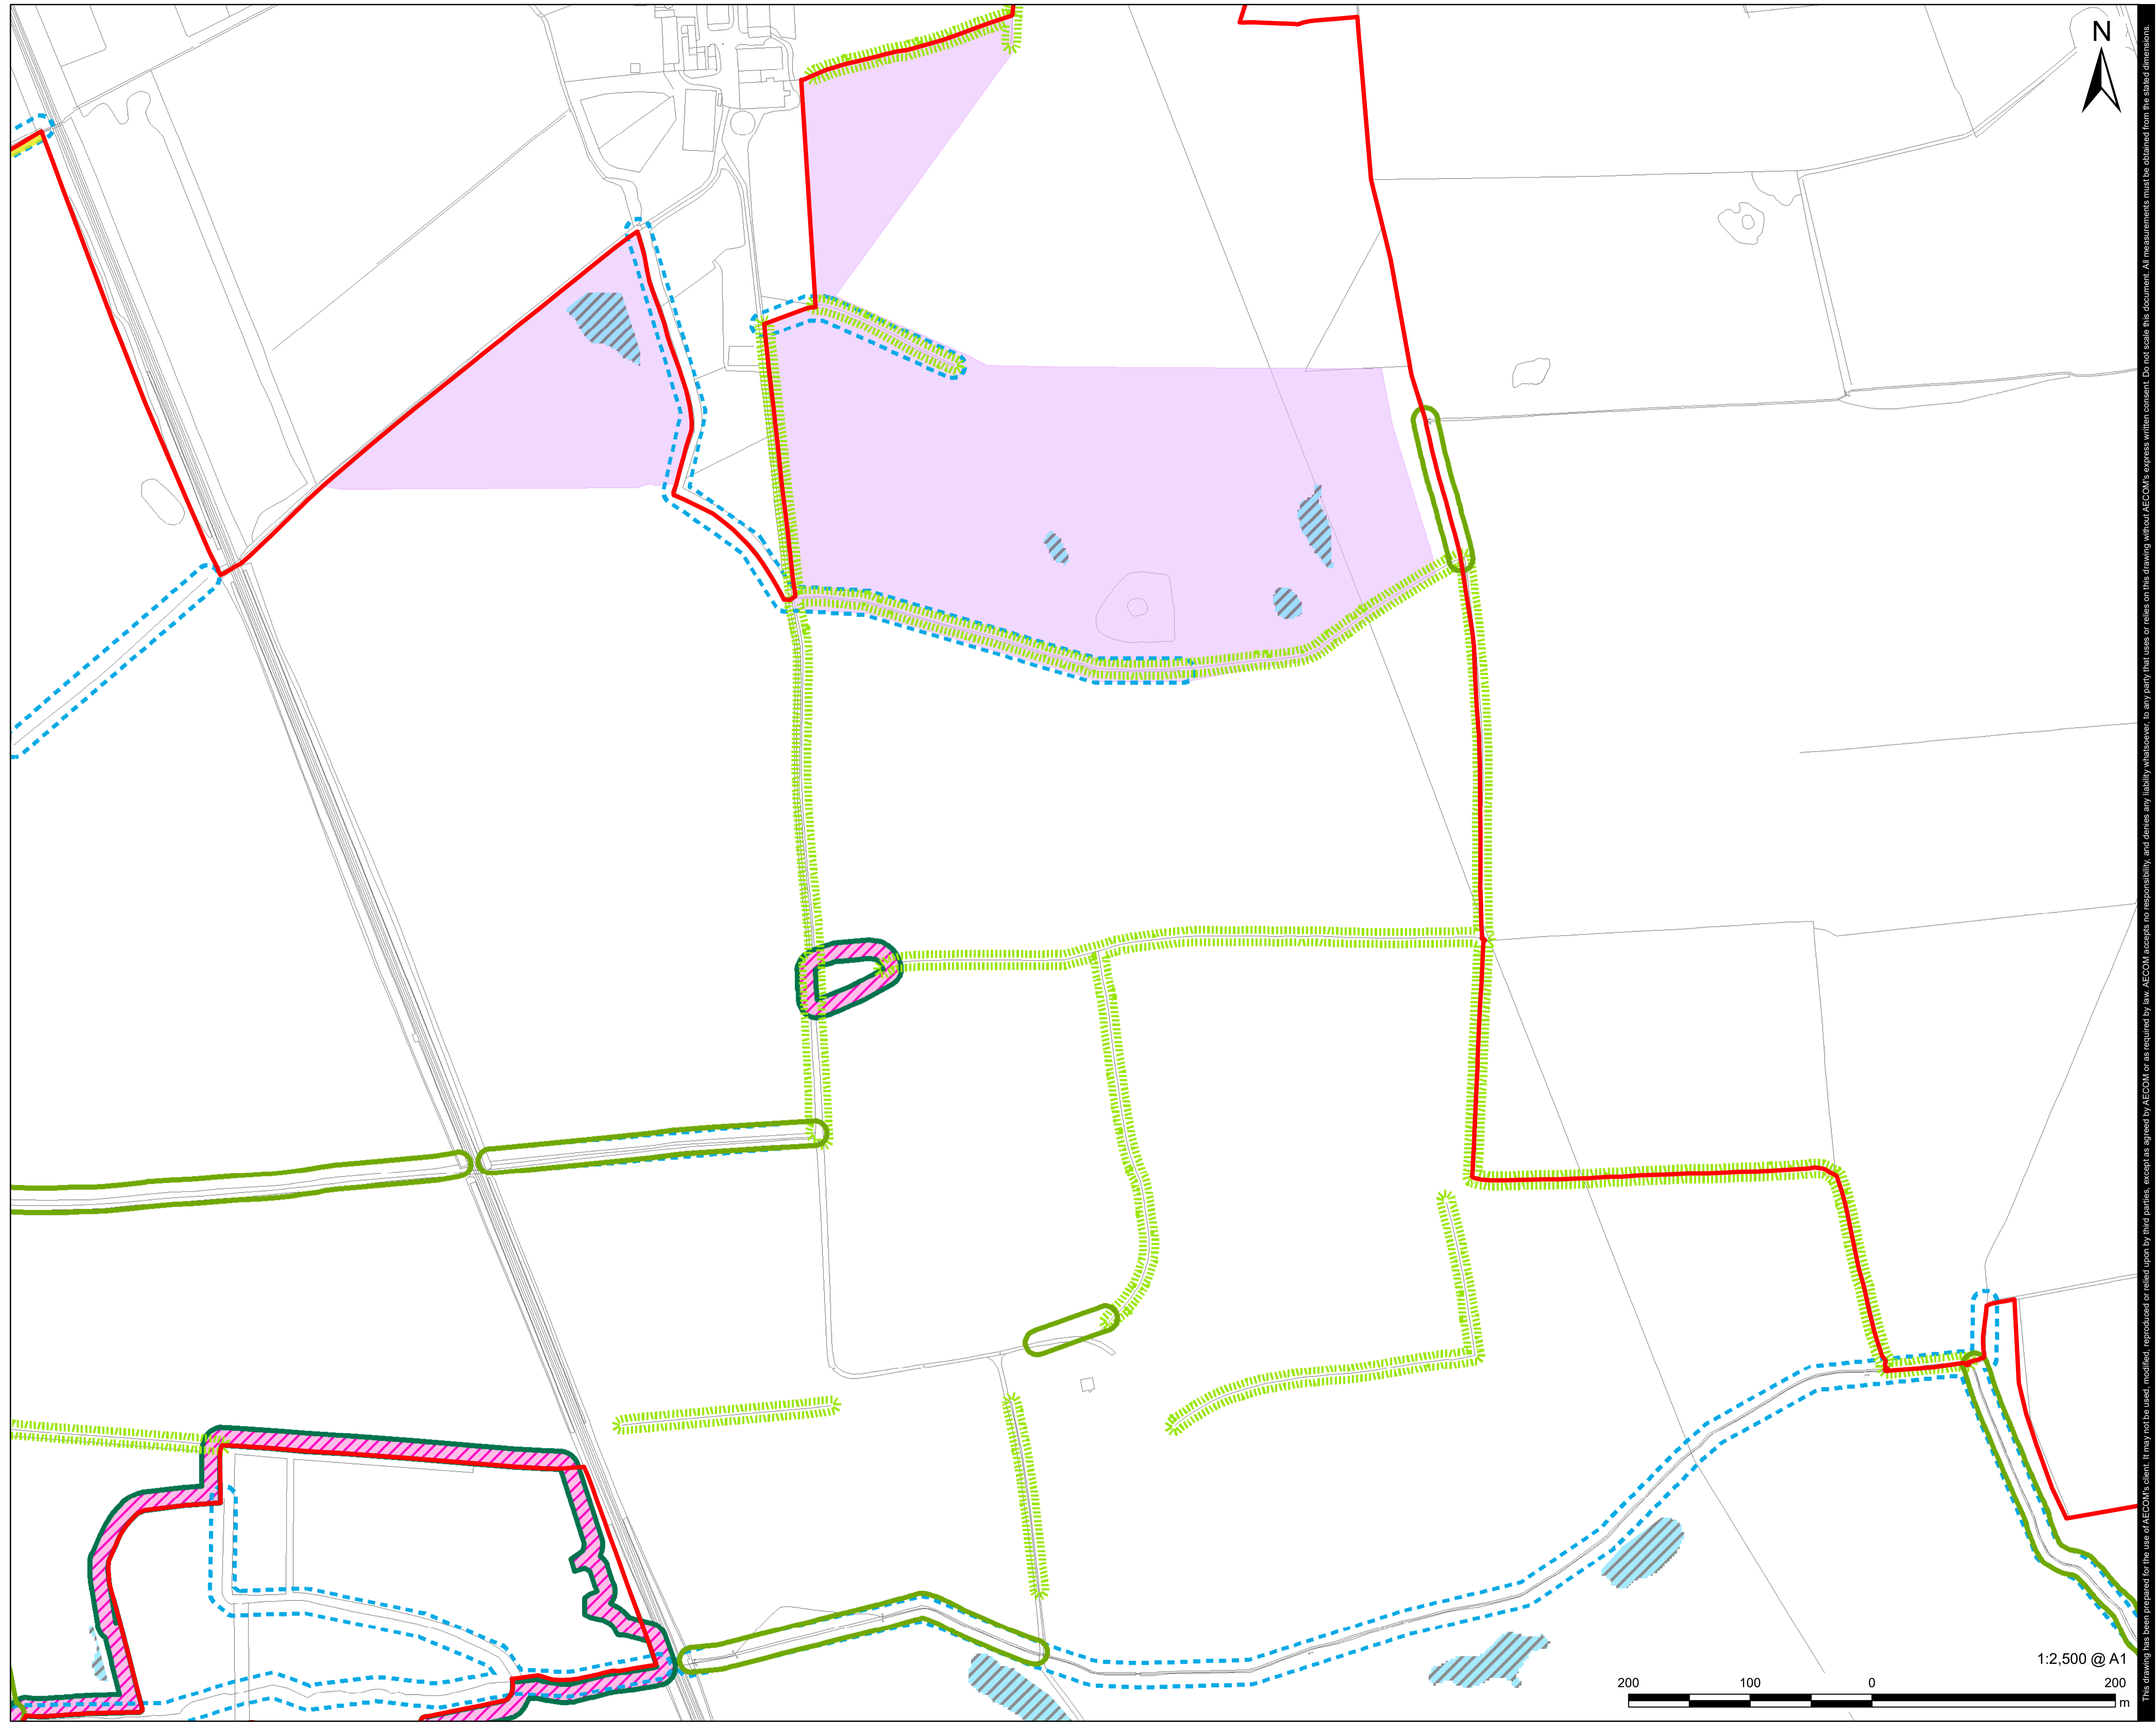 N
This drawing has been prepared for the use of AECOM's client. It may not be used, modified, reproduced or relied upon by third parties, except as agreed by AECOM or as required by law. AECOM accepts no responsibility, and denies any liability whatsoever, to any party that uses or relies on this drawing without AECOM's express written consent. Do not scale this document. All measurements must be obtained from the stated dimensions.
1:2,500 @ A1
200 100 0 200
m